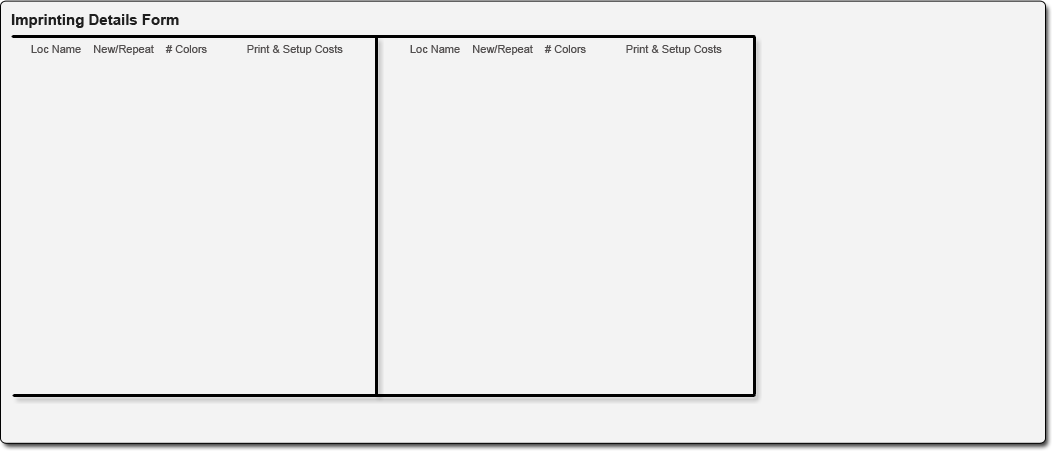 Imprinting Details Form
Loc Name New/Repeat # Colors Print & Setup Costs Loc Name New/Repeat # Colors Print & Setup Costs